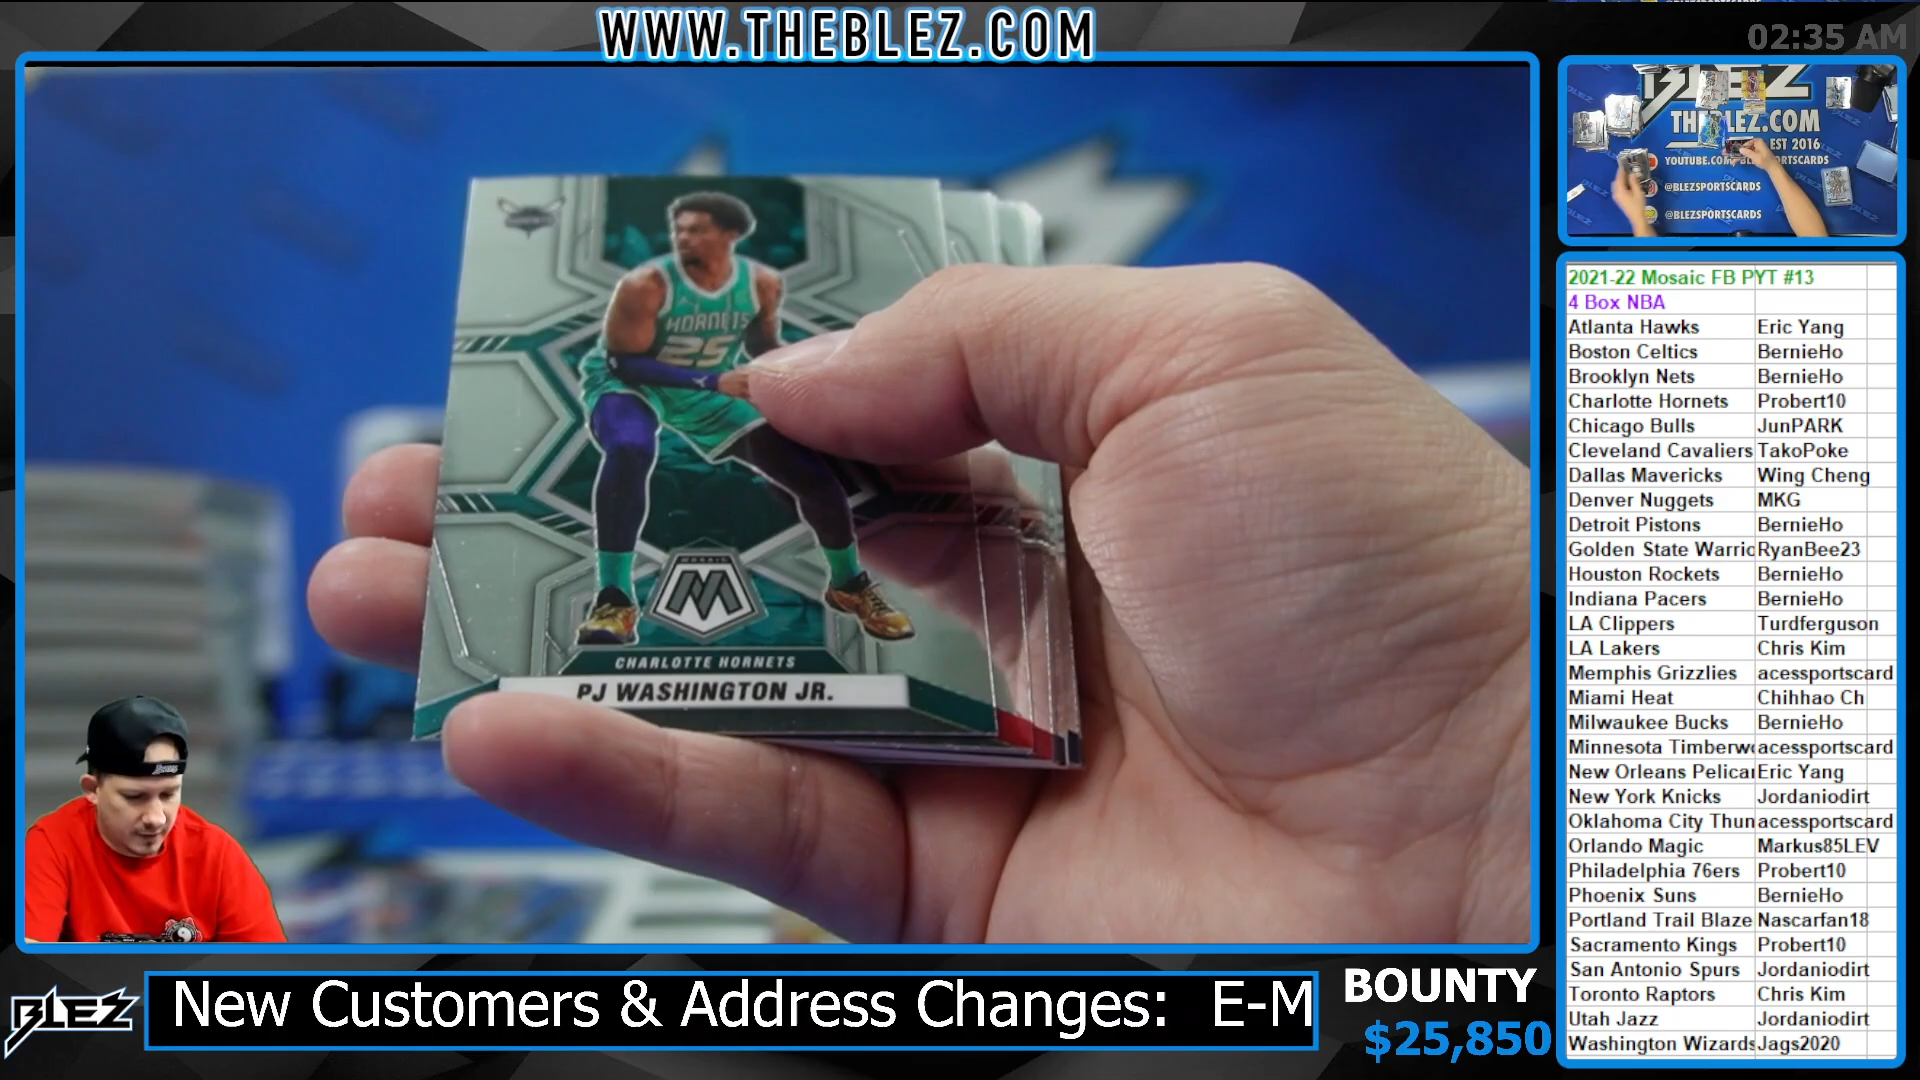 WWW.THEBLEZ.COM
02:35 AM
BLEZ
EST 2016
@BLEZSPORTSCARDS
@BLEZSPORTSCARDS
HORNETS
25
MOSAIC
M
CHARLOTTE HORNETS
PJ WASHINGTON JR.
2021-22 Mosaic FB PYT #13
4 Box NBA
Atlanta Hawks Eric Yang
Boston Celtics BernieHo
Brooklyn Nets BernieHo
Charlotte Hornets Probert10
Chicago Bulls JunPARK
Cleveland Cavaliers TakoPoke
Dallas Mavericks Wing Cheng
Denver Nuggets MKG
Detroit Pistons BernieHo
Golden State Warric RyanBee23
Houston Rockets BernieHo
Indiana Pacers BernieHo
LA Clippers Turdferguson
LA Lakers Chris Kim
Memphis Grizzlies acessportscard
Miami Heat Chihhao Ch
Milwaukee Bucks BernieHo
Minnesota Timberw acessportscard
New Orleans Pelica Eric Yang
New York Knicks Jordaniodirt
Oklahoma City Thun acessportscard
Orlando Magic Markus85LEV
Philadelphia 76ers Probert10
Phoenix Suns BernieHo
Portland Trail Blaze Nascarfan18
Sacramento Kings Probert10
San Antonio Spurs Jordaniodirt
Toronto Raptors Chris Kim
Utah Jazz Jordaniodirt
Washington Wizards Jags2020
BLEZ
New Customers & Address Changes: E-M
BOUNTY
$25,850